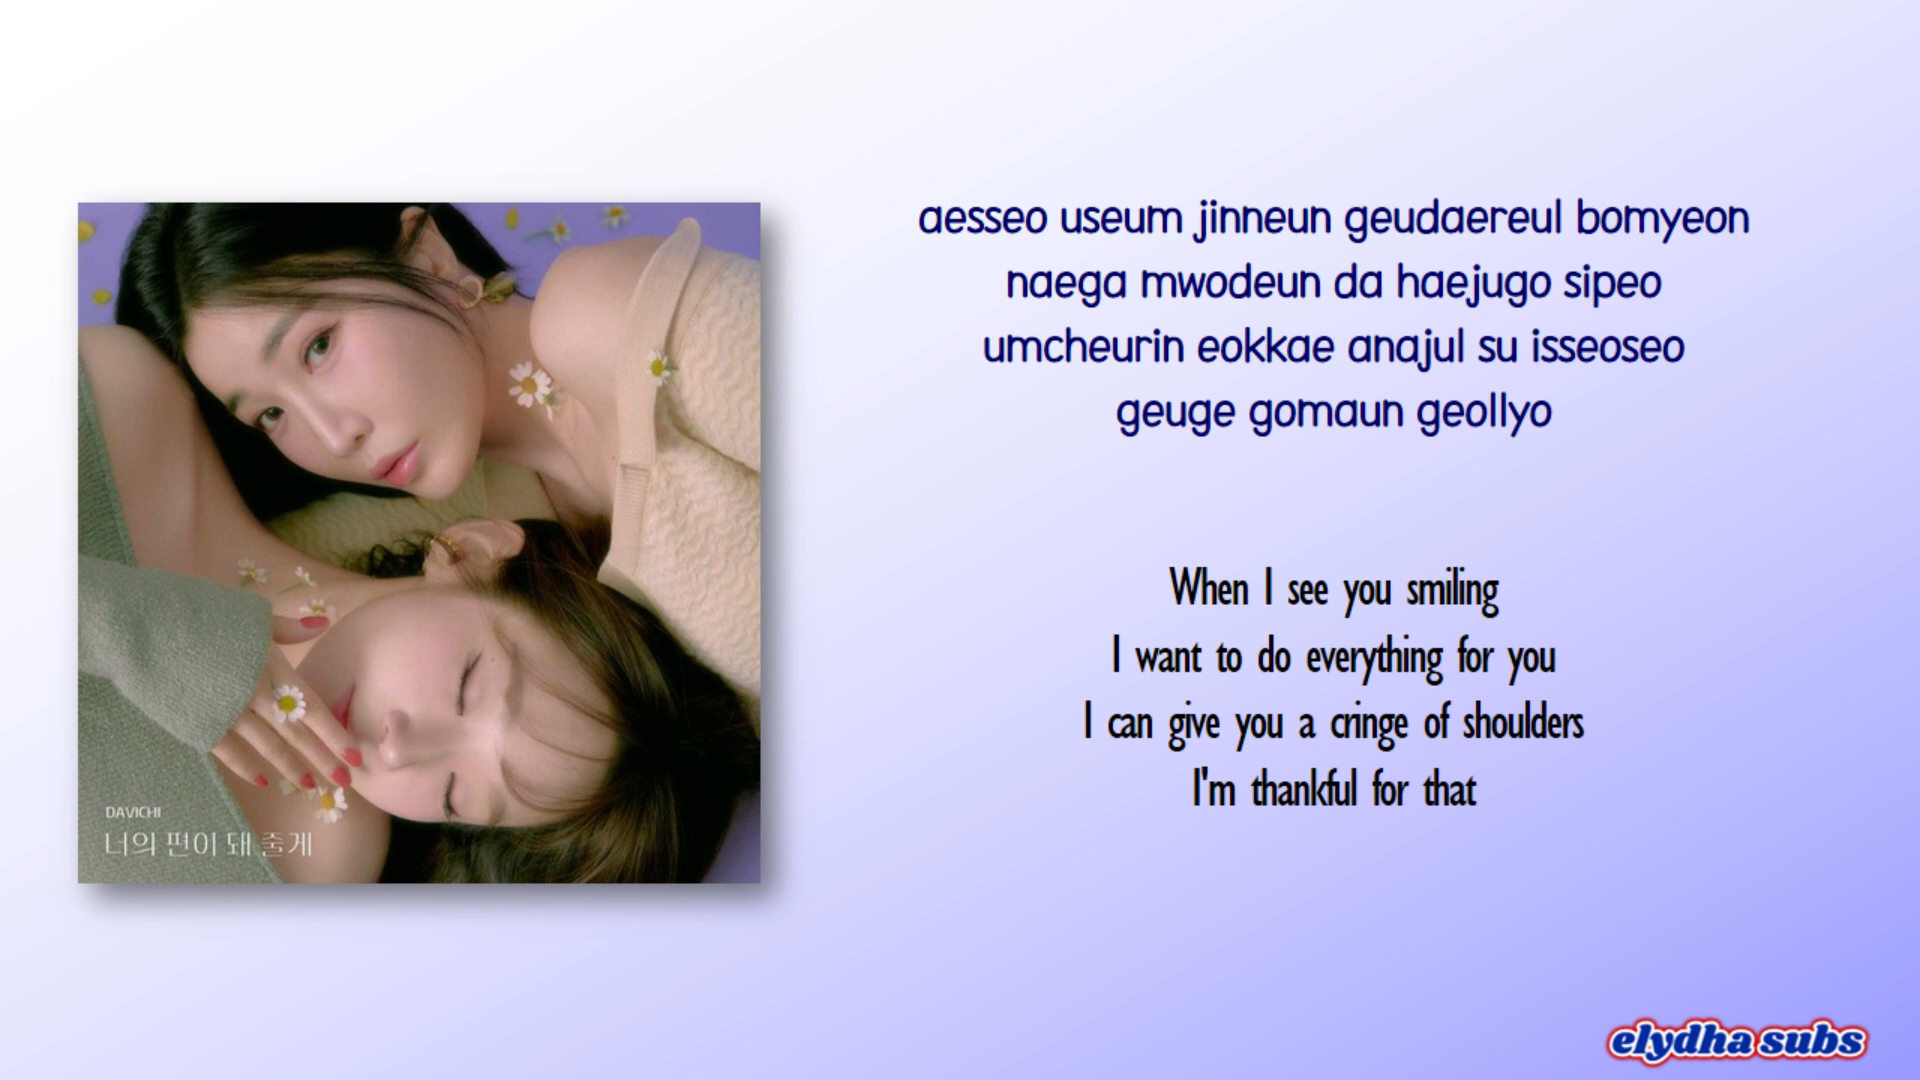 aesseo useum jinneun geudaereul bomyeon
naega mwodeun da haejugo sipeo
umcheurin eokkae anajul su isseoseo
geuge gomaun geollyo
When I see you smiling
I want to do everything for you
I can give you a cringe of shoulders
I'm thankful for that
DAVICHI
너의 편이 돼 줄게
elydha subs